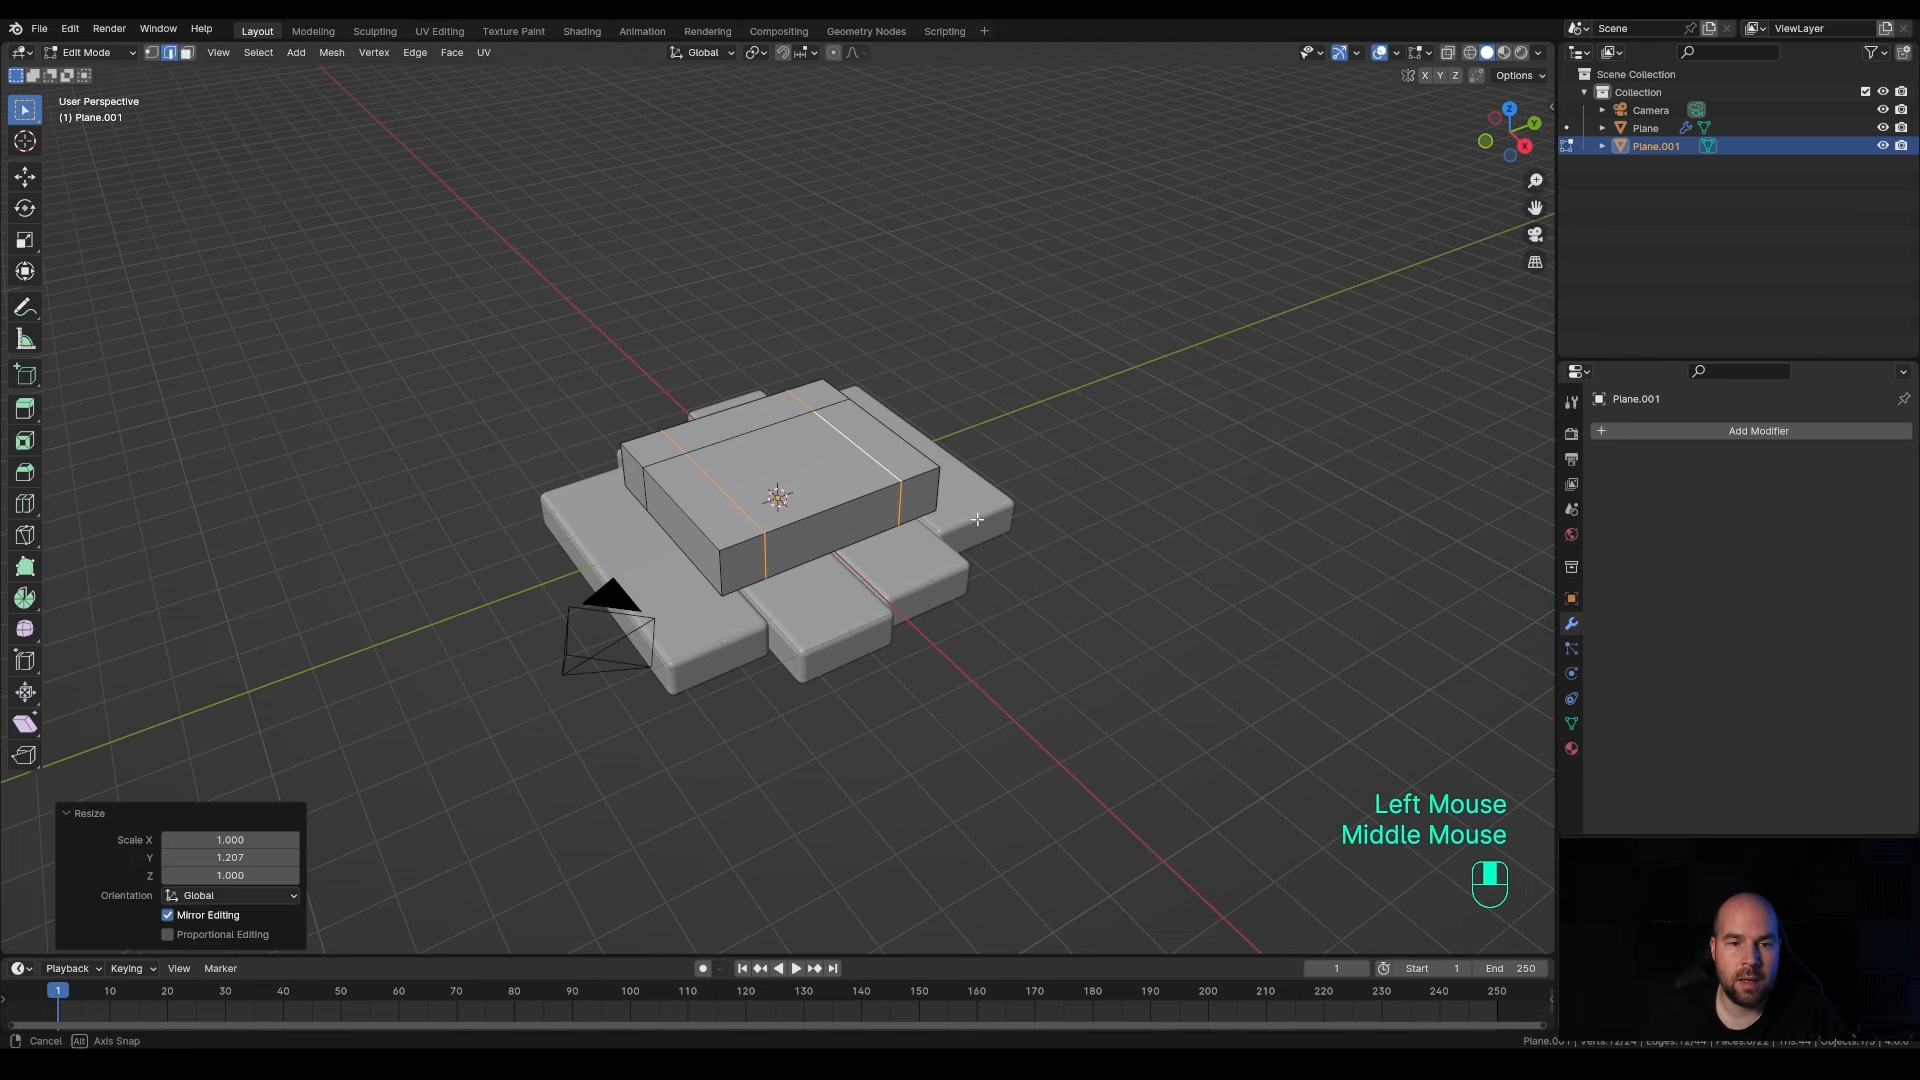 File Edit Render Window Help Layout Modeling Sculpting UV Editing Texture Paint Shading Animation Rendering Compositing Geometry Nodes Scripting Scene ViewLayer
Edit Mode View Select Add Mesh Vertex Edge Face UV Global
X Y Z Options
User Perspective
(1) Plane.001
Z
Y
X
Scene Collection
Collection
Camera
Plane
Plane.001
Plane.001
Add Modifier
Left Mouse
Middle Mouse
Resize
Scale X 1.000
Y 1.207
Z 1.000
Orientation Global
Mirror Editing
Proportional Editing
Playback Keying View Marker 1 Start 1 End 250
1 10 20 30 40 50 60 70 80 90 100 110 120 130 140 150 160 170 180 190 200 210 220 230 240 250
Cancel Alt Axis Snap